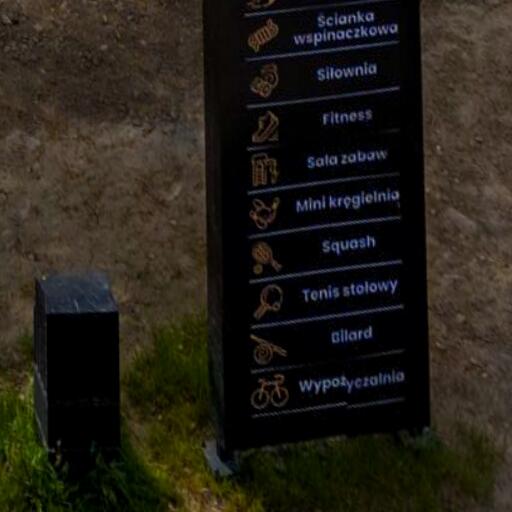 Ścianka
wspinaczkowa
Siłownia
Fitness
Sala zabaw
Mini kręgielnia
Squash
Tenis stołowy
Bilard
Wypożyczalnia